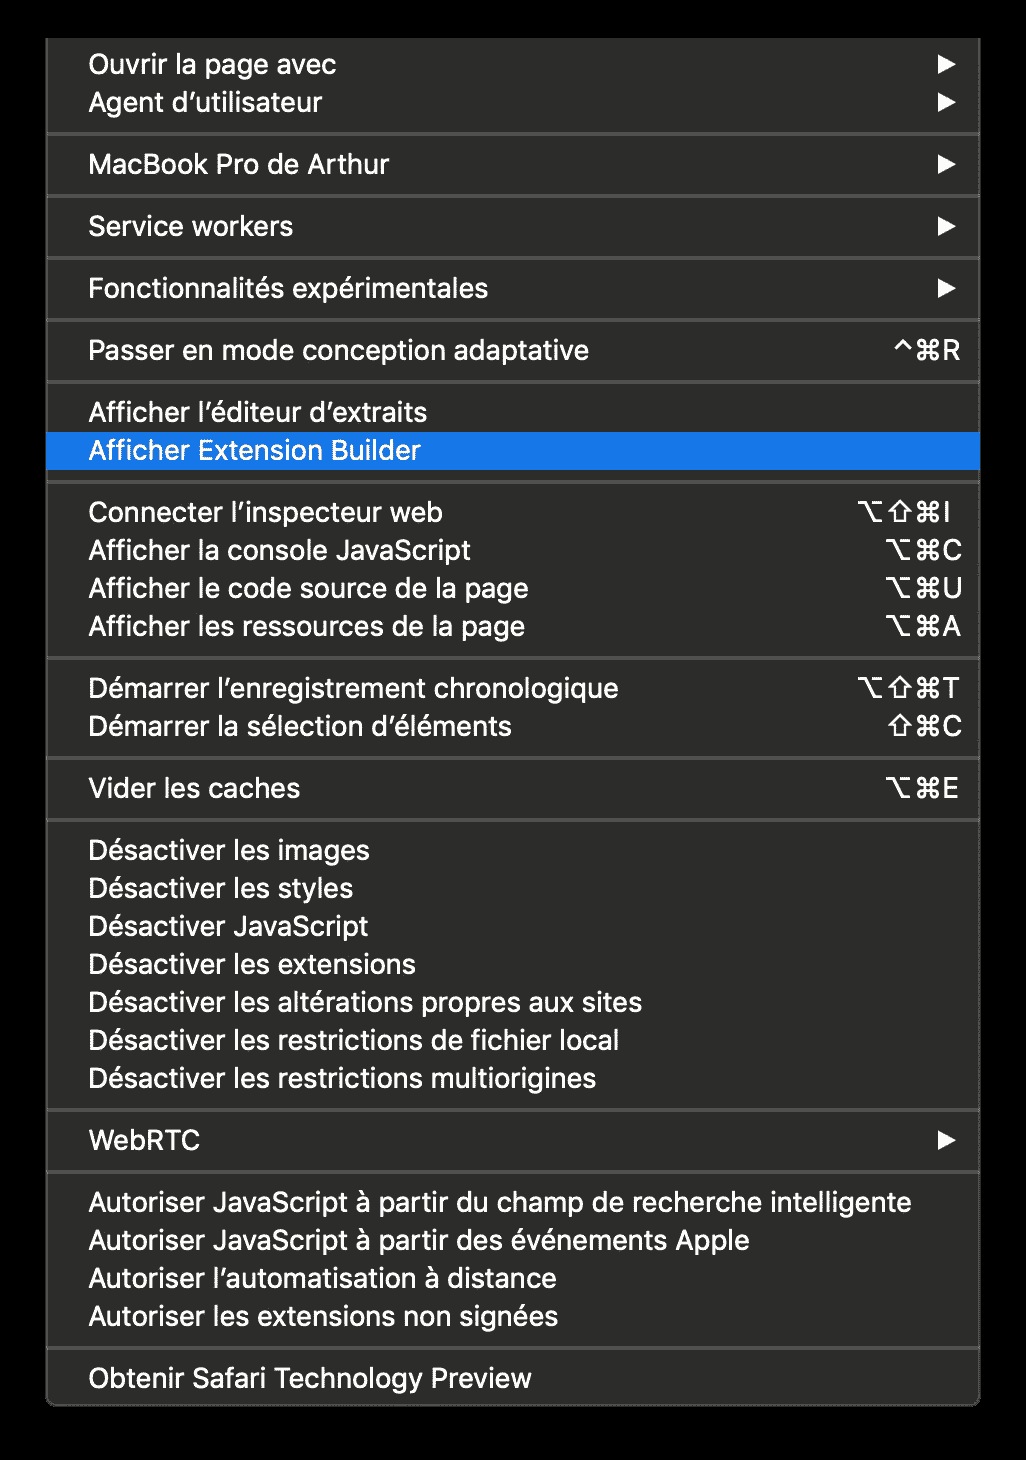 Ouvrir la page avec ▶
Agent d’utilisateur ▶
MacBook Pro de Arthur ▶
Service workers ▶
Fonctionnalités expérimentales ▶
Passer en mode conception adaptative ^⌘R
Afficher l’éditeur d’extraits
Afficher Extension Builder
Connecter l’inspecteur web ⌥⇧⌘I
Afficher la console JavaScript ⌥⌘C
Afficher le code source de la page ⌥⌘U
Afficher les ressources de la page ⌥⌘A
Démarrer l’enregistrement chronologique ⌥⇧⌘T
Démarrer la sélection d’éléments ⇧⌘C
Vider les caches ⌥⌘E
Désactiver les images
Désactiver les styles
Désactiver JavaScript
Désactiver les extensions
Désactiver les altérations propres aux sites
Désactiver les restrictions de fichier local
Désactiver les restrictions multiorigines
WebRTC ▶
Autoriser JavaScript à partir du champ de recherche intelligente
Autoriser JavaScript à partir des événements Apple
Autoriser l’automatisation à distance
Autoriser les extensions non signées
Obtenir Safari Technology Preview